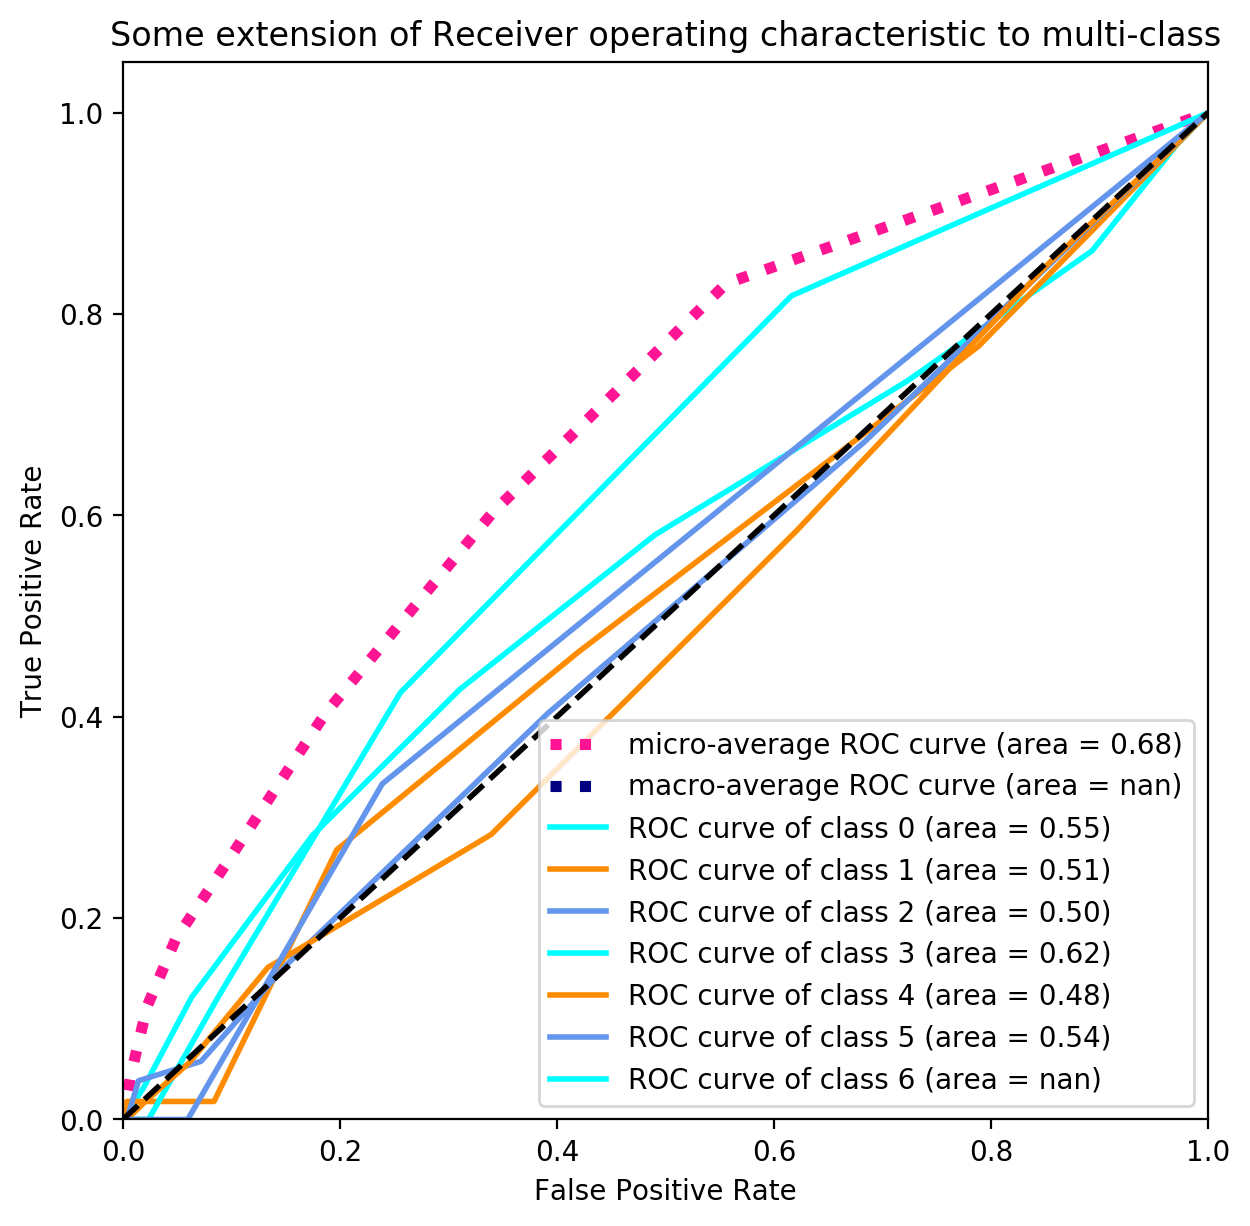 Some extension of Receiver operating characteristic to multi-class
1.0
0.8
0.6
0.4
0.2
0.0
True Positive Rate
micro-average ROC curve (area = 0.68)
macro-average ROC curve (area = nan)
ROC curve of class 0 (area = 0.55)
ROC curve of class 1 (area = 0.51)
ROC curve of class 2 (area = 0.50)
ROC curve of class 3 (area = 0.62)
ROC curve of class 4 (area = 0.48)
ROC curve of class 5 (area = 0.54)
ROC curve of class 6 (area = nan)
0.0 0.2 0.4 0.6 0.8 1.0
False Positive Rate